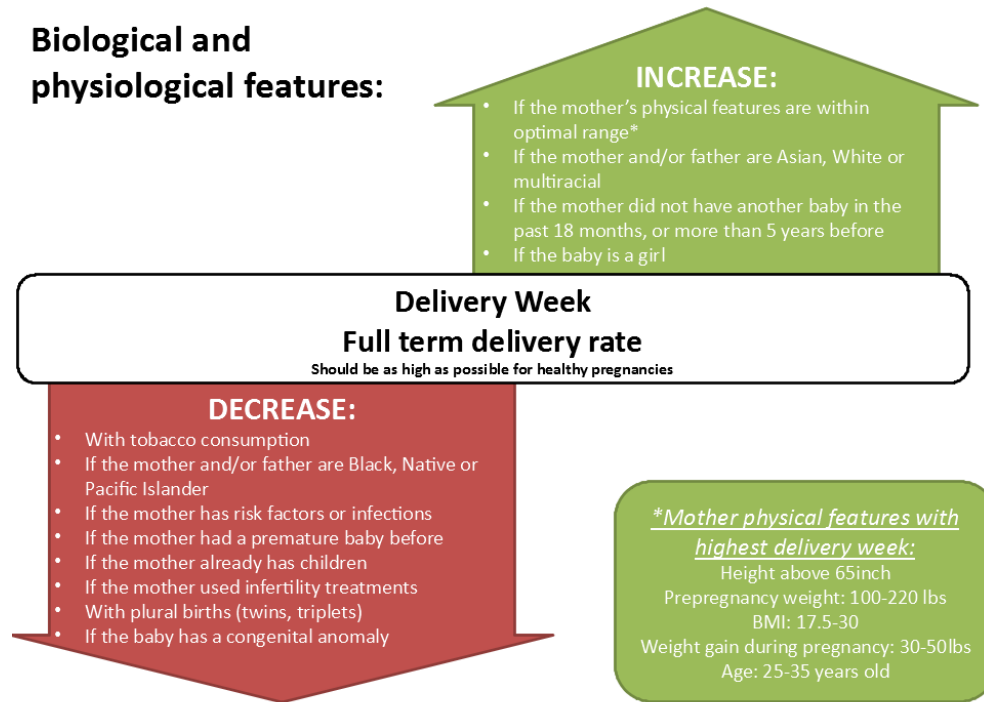 Biological and
physiological features:
INCREASE:
• If the mother's physical features are within
optimal range*
• If the mother and/or father are Asian, White or
multiracial
• If the mother did not have another baby in the
past 18 months, or more than 5 years before
• If the baby is a girl
Delivery Week
Full term delivery rate
Should be as high as possible for healthy pregnancies
DECREASE:
• With tobacco consumption
• If the mother and/or father are Black, Native or
Pacific Islander
• If the mother has risk factors or infections
• If the mother had a premature baby before
• If the mother already has children
• If the mother used infertility treatments
• With plural births (twins, triplets)
• If the baby has a congenital anomaly
*Mother physical features with
highest delivery week:
Height above 65inch
Prepregnancy weight: 100-220 lbs
BMI: 17.5-30
Weight gain during pregnancy: 30-50lbs
Age: 25-35 years old